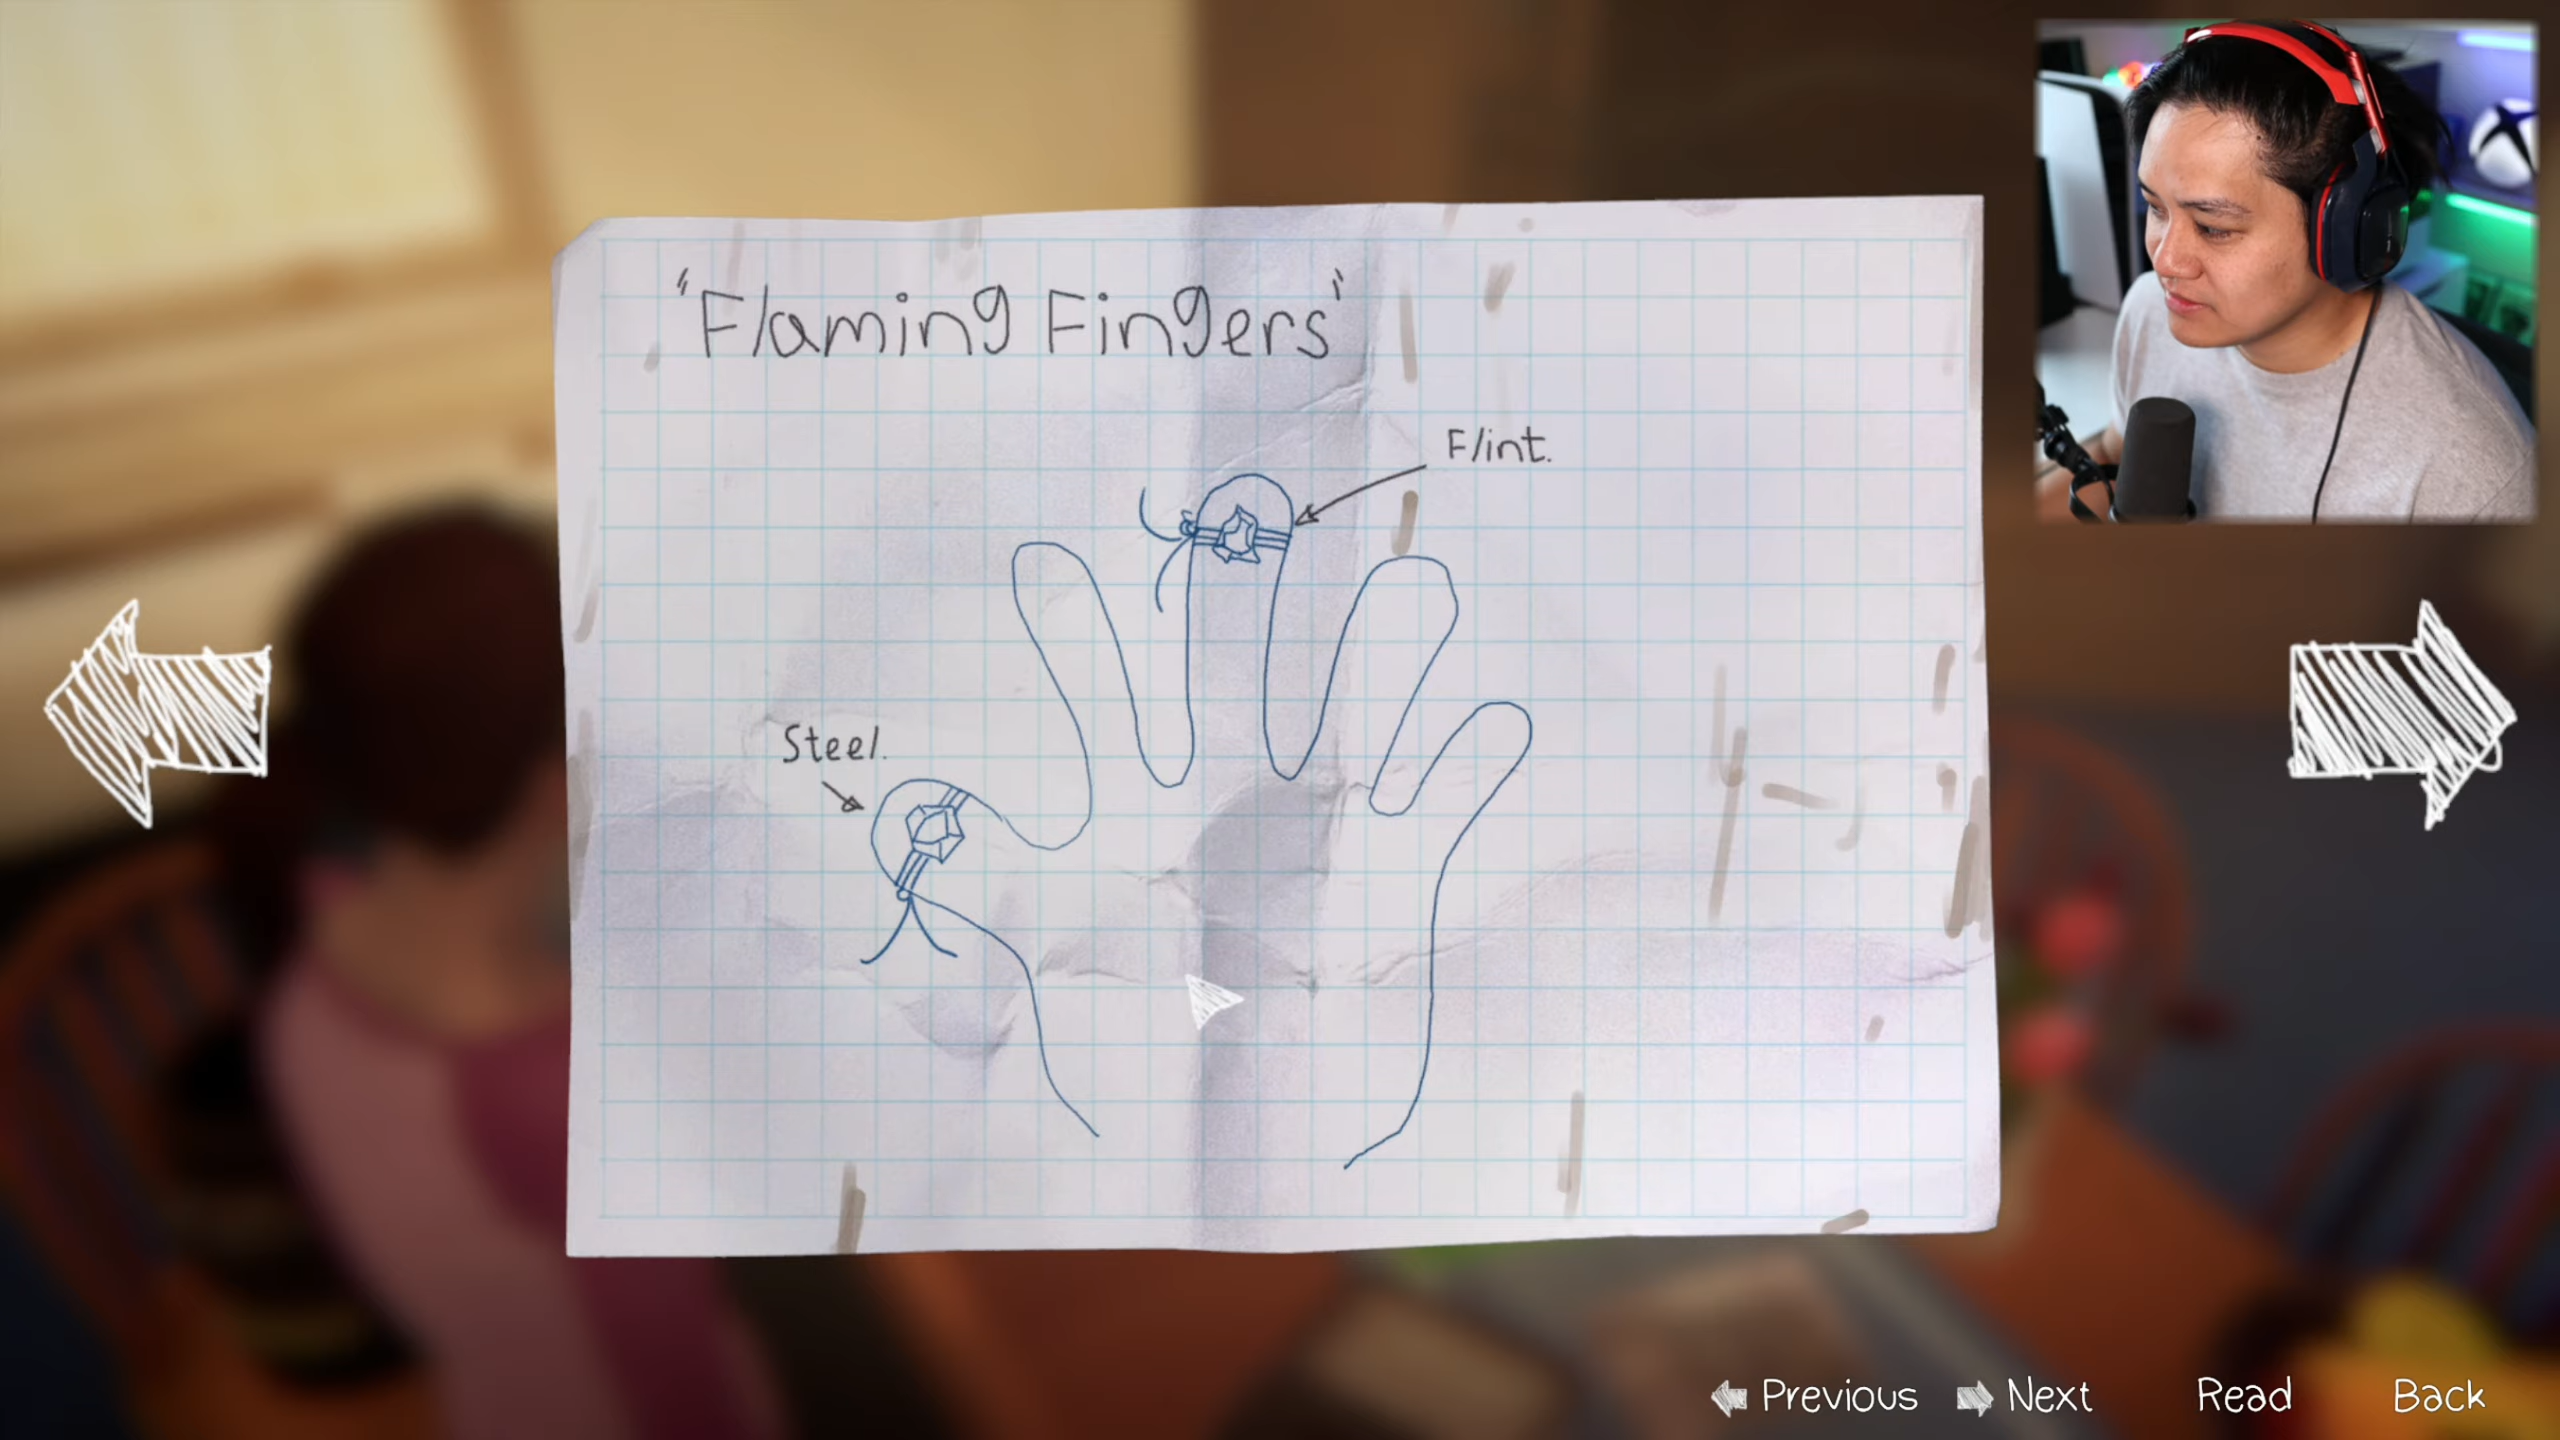 "Flaming Fingers"
Flint.
Steel.
Previous
Next
Read
Back